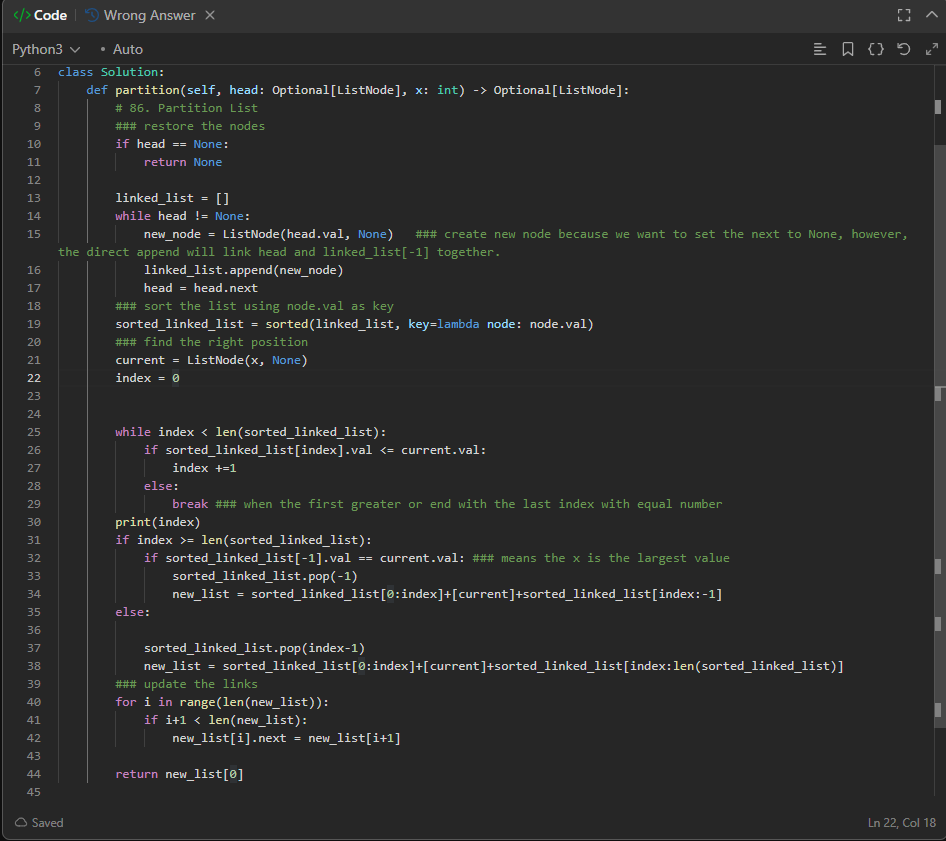 </> Code | Wrong Answer ×
Python3 • Auto
6 class Solution:
7     def partition(self, head: Optional[ListNode], x: int) -> Optional[ListNode]:
8         # 86. Partition List
9         ### restore the nodes
10         if head == None:
11             return None
12
13         linked_list = []
14         while head != None:
15             new_node = ListNode(head.val, None)   ### create new node because we want to set the next to None, however,
the direct append will link head and linked_list[-1] together.
16             linked_list.append(new_node)
17             head = head.next
18         ### sort the list using node.val as key
19         sorted_linked_list = sorted(linked_list, key=lambda node: node.val)
20         ### find the right position
21         current = ListNode(x, None)
22         index = 0
23
24
25         while index < len(sorted_linked_list):
26             if sorted_linked_list[index].val <= current.val:
27                 index +=1
28             else:
29                 break ### when the first greater or end with the last index with equal number
30         print(index)
31         if index >= len(sorted_linked_list):
32             if sorted_linked_list[-1].val == current.val: ### means the x is the largest value
33                 sorted_linked_list.pop(-1)
34                 new_list = sorted_linked_list[0:index]+[current]+sorted_linked_list[index:-1]
35         else:
36
37             sorted_linked_list.pop(index-1)
38             new_list = sorted_linked_list[0:index]+[current]+sorted_linked_list[index:len(sorted_linked_list)]
39         ### update the links
40         for i in range(len(new_list)):
41             if i+1 < len(new_list):
42                 new_list[i].next = new_list[i+1]
43
44         return new_list[0]
45
Saved
Ln 22, Col 18